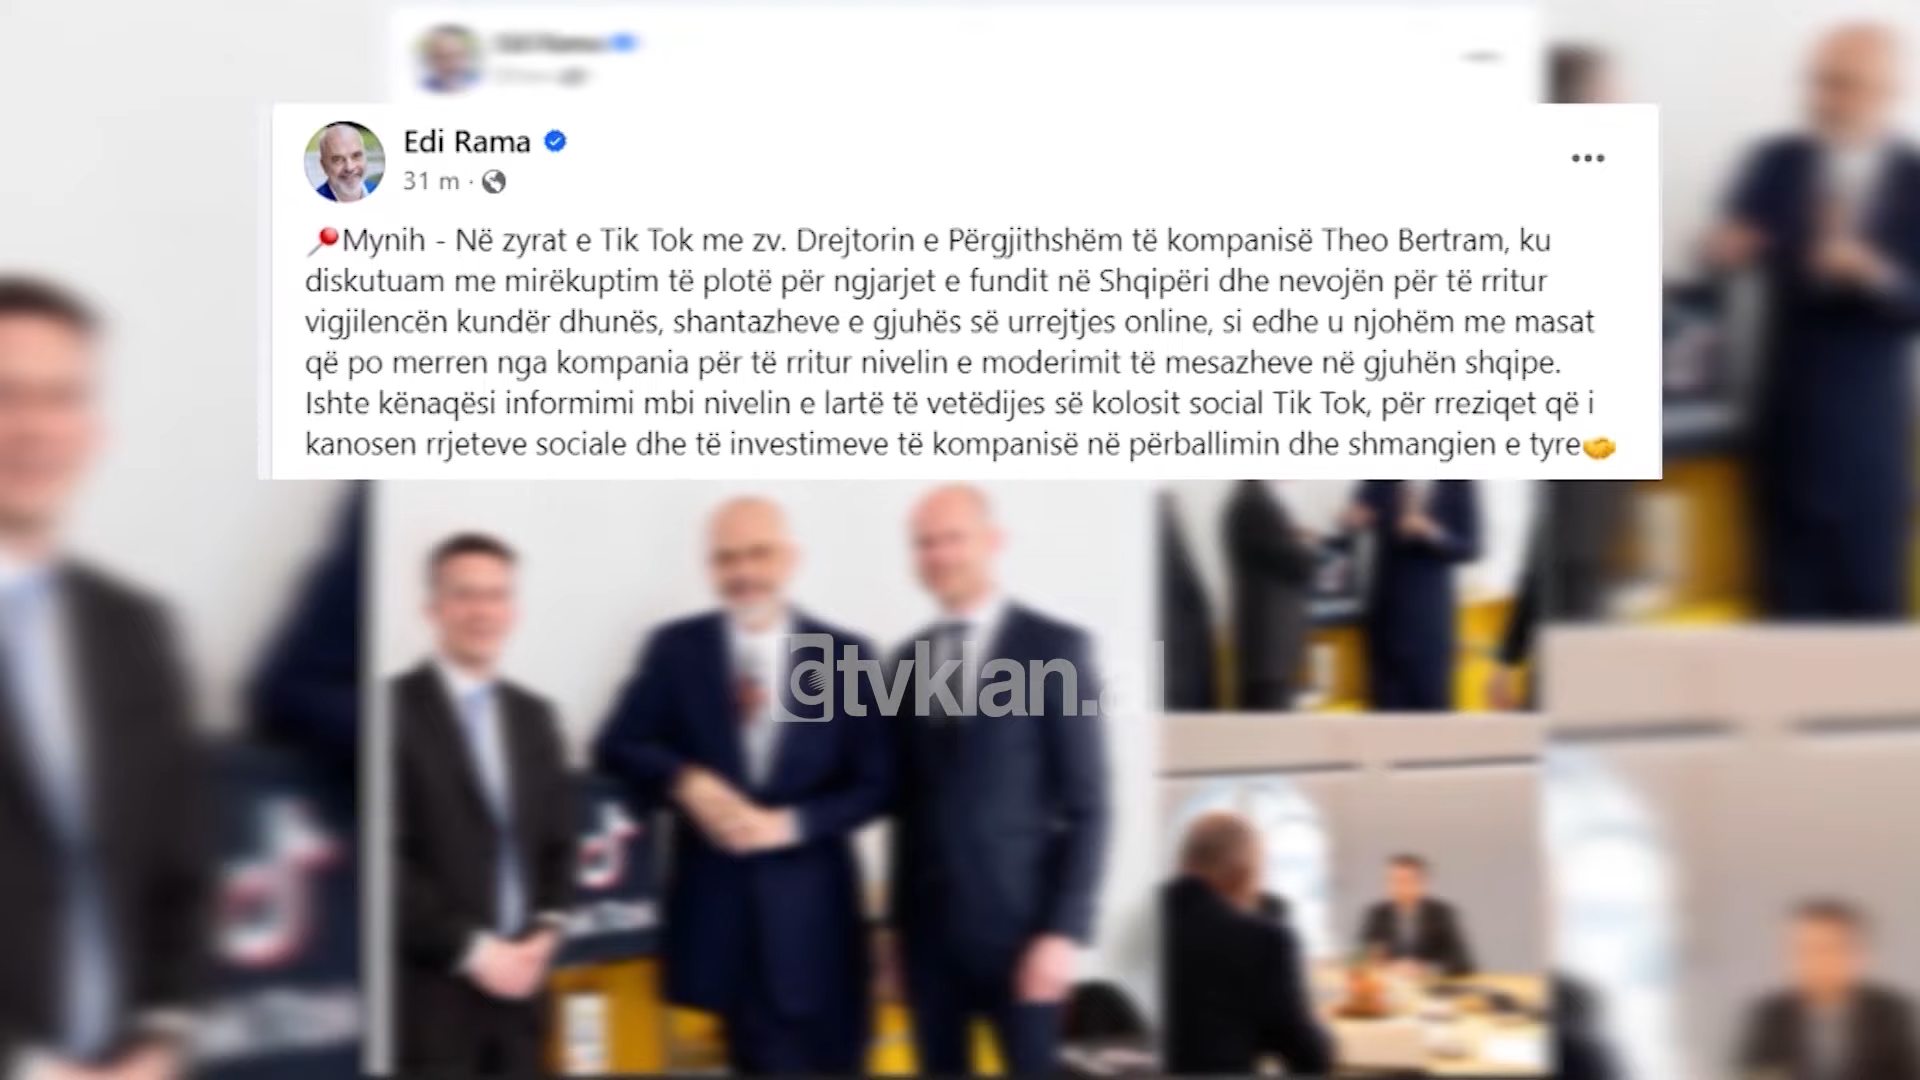 Edi Rama
31 m ·
📍Mynih - Në zyrat e Tik Tok me zv. Drejtorin e Përgjithshëm të kompanisë Theo Bertram, ku
diskutuam me mirëkuptim të plotë për ngjarjet e fundit në Shqipëri dhe nevojën për të rritur
vigjilencën kundër dhunës, shantazheve e gjuhës së urrejtjes online, si edhe u njohëm me masat
që po merren nga kompania për të rritur nivelin e moderimit të mesazheve në gjuhën shqipe.
Ishte kënaqësi informimi mbi nivelin e lartë të vetëdijes së kolosit social Tik Tok, për rreziqet që i
kanosen rrjeteve sociale dhe të investimeve të kompanisë në përballimin dhe shmangien e tyre🤝
tvklan.al